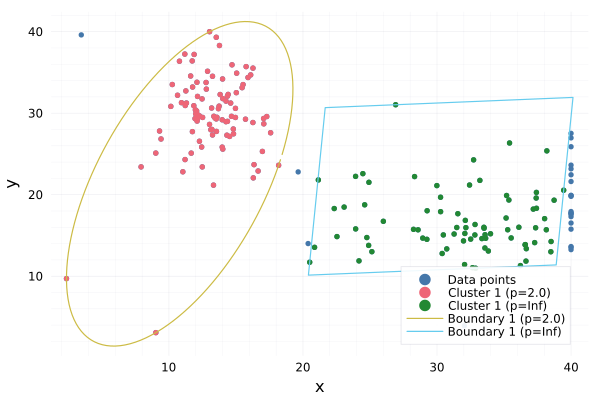 40
30
20
10
y
10
20
30
40
x
Data points
Cluster 1 (p=2.0)
Cluster 1 (p=Inf)
Boundary 1 (p=2.0)
Boundary 1 (p=Inf)